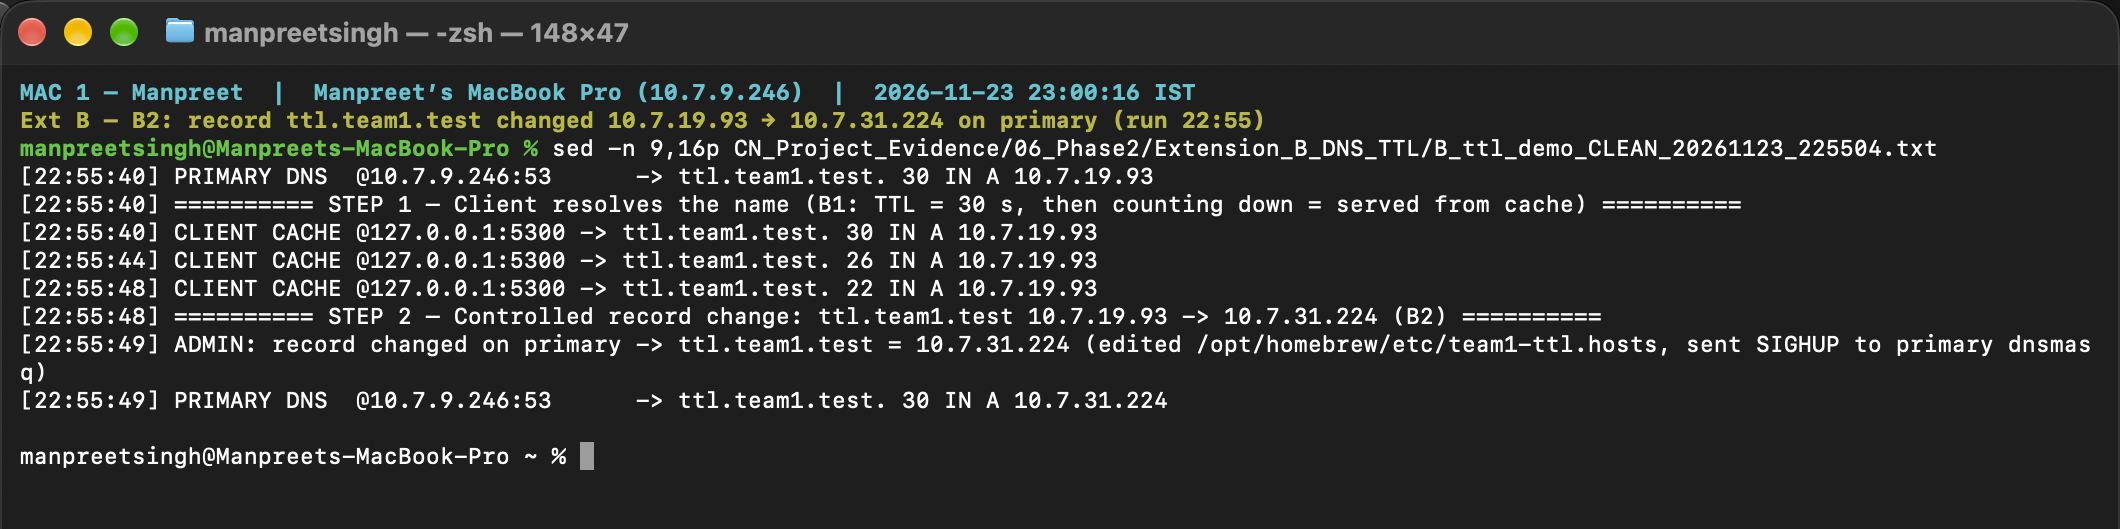 manpreetsingh — -zsh — 148×47
MAC 1 — Manpreet  |  Manpreet’s MacBook Pro (10.7.9.246)  |  2026-11-23 23:00:16 IST
Ext B — B2: record ttl.team1.test changed 10.7.19.93 → 10.7.31.224 on primary (run 22:55)
manpreetsingh@Manpreets-MacBook-Pro % sed -n 9,16p CN_Project_Evidence/06_Phase2/Extension_B_DNS_TTL/B_ttl_demo_CLEAN_20261123_225504.txt
[22:55:40] PRIMARY DNS  @10.7.9.246:53      -> ttl.team1.test. 30 IN A 10.7.19.93
[22:55:40] ========== STEP 1 — Client resolves the name (B1: TTL = 30 s, then counting down = served from cache) ==========
[22:55:40] CLIENT CACHE @127.0.0.1:5300 -> ttl.team1.test. 30 IN A 10.7.19.93
[22:55:44] CLIENT CACHE @127.0.0.1:5300 -> ttl.team1.test. 26 IN A 10.7.19.93
[22:55:48] CLIENT CACHE @127.0.0.1:5300 -> ttl.team1.test. 22 IN A 10.7.19.93
[22:55:48] ========== STEP 2 — Controlled record change: ttl.team1.test 10.7.19.93 -> 10.7.31.224 (B2) ==========
[22:55:49] ADMIN: record changed on primary -> ttl.team1.test = 10.7.31.224 (edited /opt/homebrew/etc/team1-ttl.hosts, sent SIGHUP to primary dnsmas
q)
[22:55:49] PRIMARY DNS  @10.7.9.246:53      -> ttl.team1.test. 30 IN A 10.7.31.224
manpreetsingh@Manpreets-MacBook-Pro ~ %